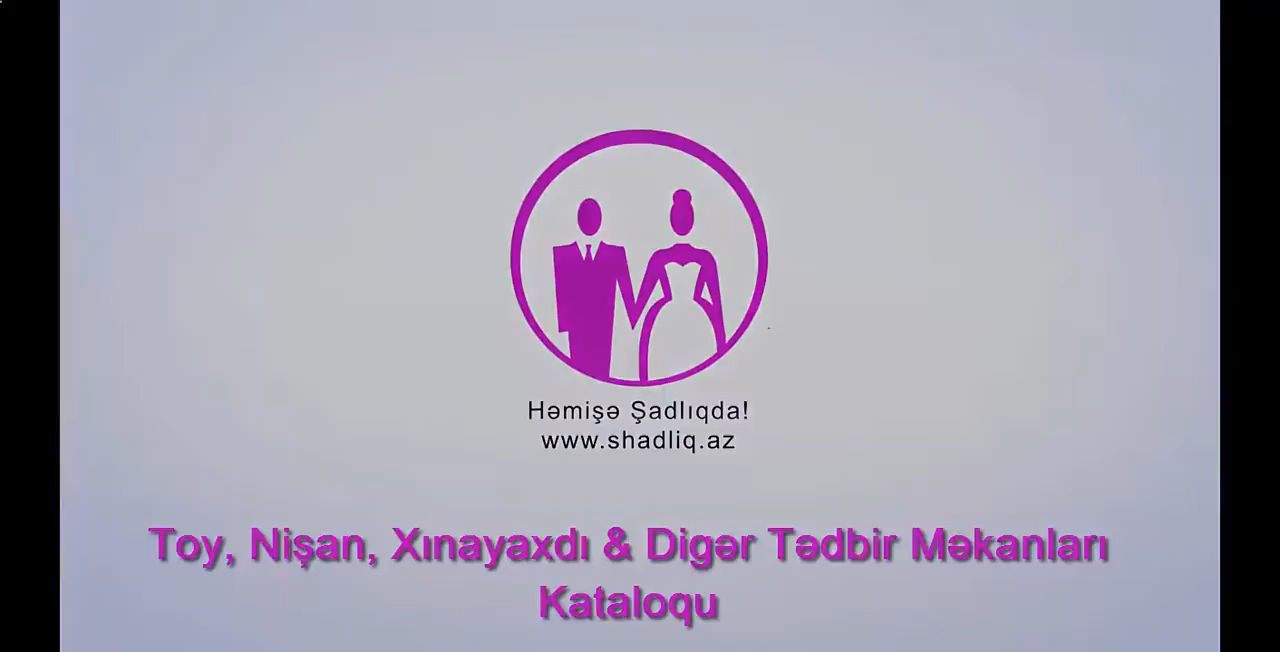 Həmişə Şadlıqda!
www.shadliq.az
Toy, Nişan, Xınayaxdı & Digər Tədbir Məkanları
Kataloqu